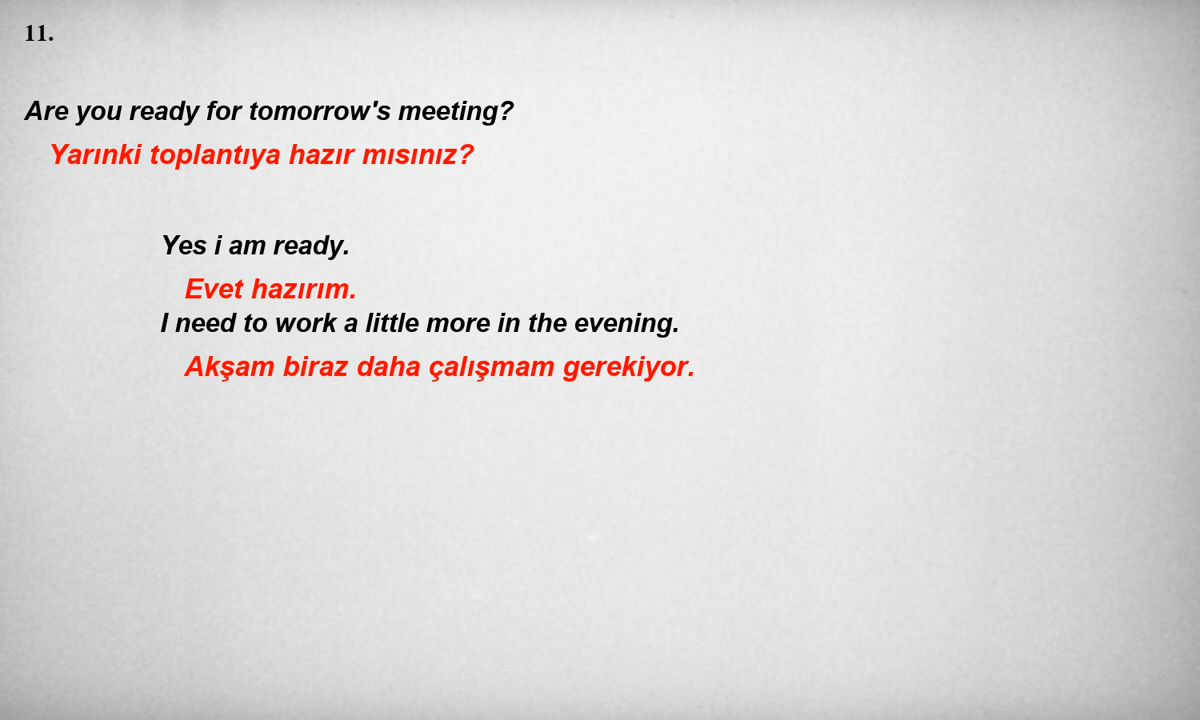 11.
Are you ready for tomorrow's meeting?
Yarınki toplantıya hazır mısınız?
Yes i am ready.
Evet hazırım.
I need to work a little more in the evening.
Akşam biraz daha çalışmam gerekiyor.